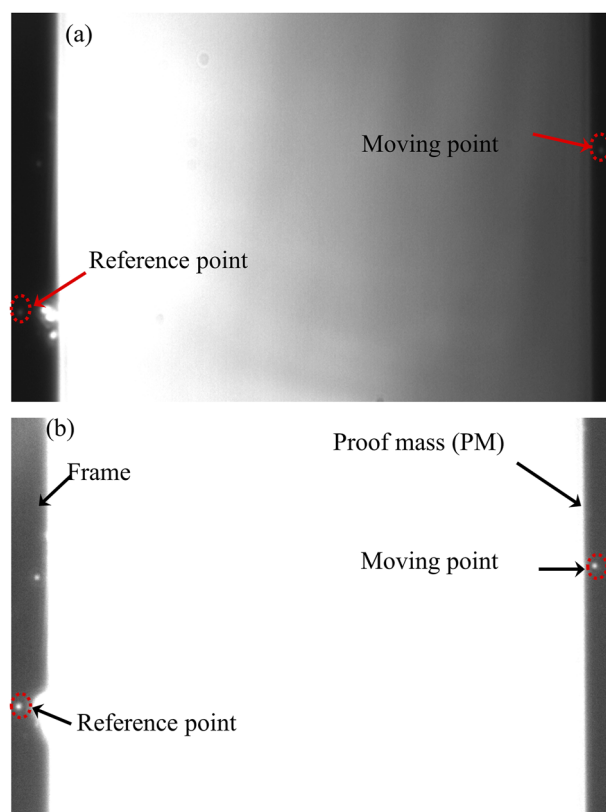 (a)
Moving point
Reference point
(b)
Proof mass (PM)
Frame
Moving point
Reference point